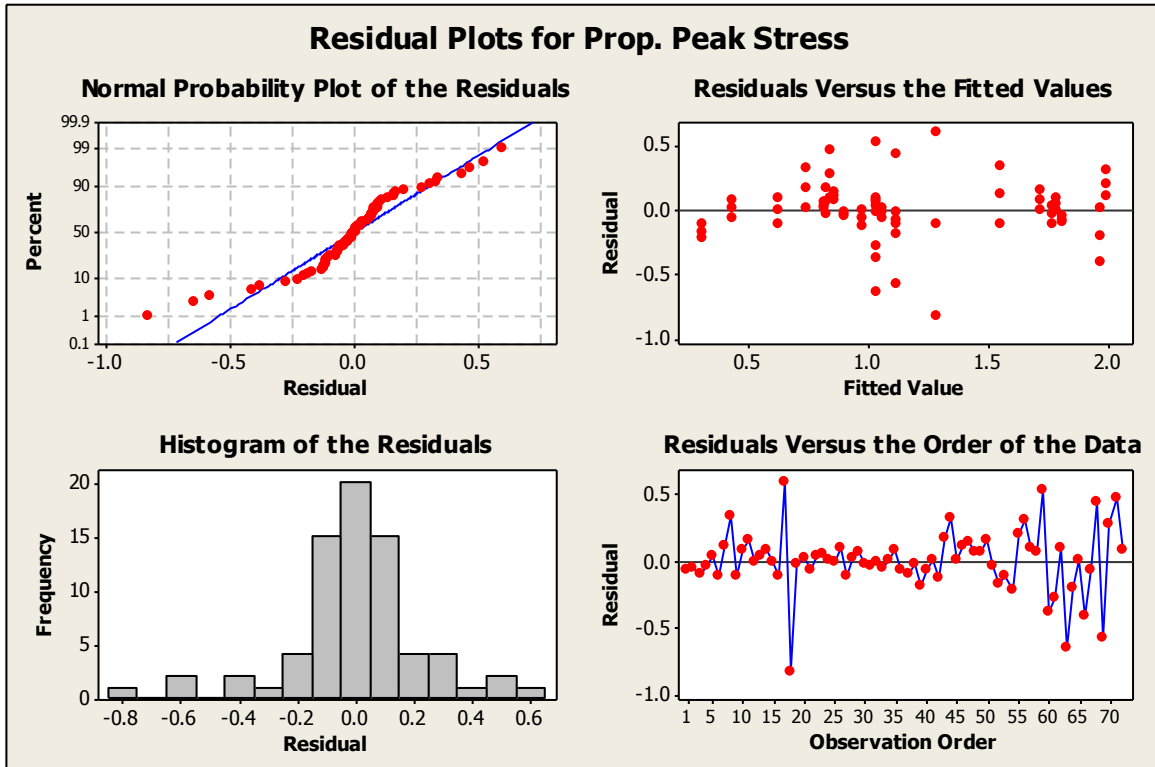 Residual Plots for Prop. Peak Stress
Normal Probability Plot of the Residuals
99.9
99
90
50
10
1
0.1
Percent
-1.0 -0.5 0.0 0.5
Residual
Residuals Versus the Fitted Values
0.5
0.0
-0.5
-1.0
Residual
0.5 1.0 1.5 2.0
Fitted Value
Histogram of the Residuals
20
15
10
5
0
Frequency
-0.8 -0.6 -0.4 -0.2 0.0 0.2 0.4 0.6
Residual
Residuals Versus the Order of the Data
0.5
0.0
-0.5
-1.0
Residual
1 5 10 15 20 25 30 35 40 45 50 55 60 65 70
Observation Order